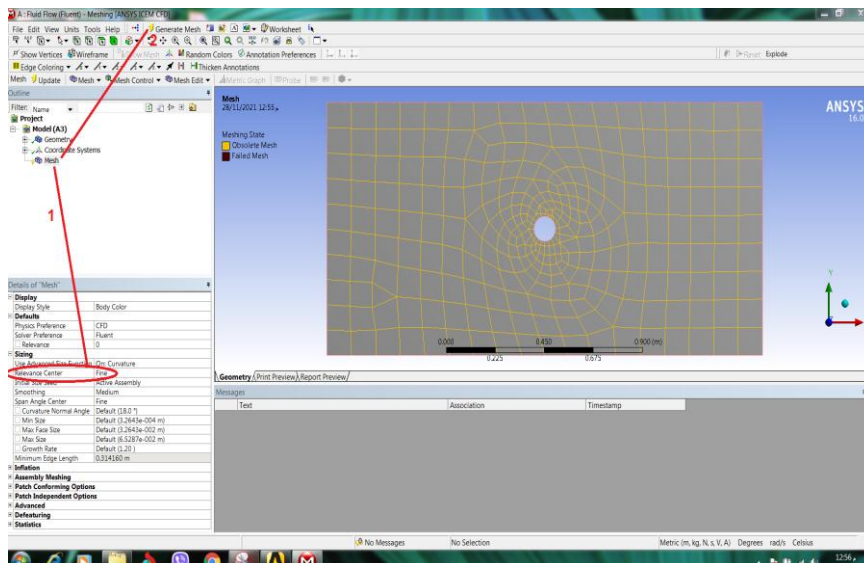 A : Fluid Flow (Fluent) - Meshing [ANSYS ICEM CFD]
File Edit View Units Tools Help Generate Mesh Worksheet
2
Show Vertices Wireframe Show Mesh Random Colors Annotation Preferences Reset Explode
Edge Coloring Thicken Annotations
Mesh Update Mesh Mesh Control Mesh Edit Metric Graph Probe
Outline
Filter: Name
Project
Model (A3)
Geometry
Coordinate Systems
Mesh
1
Mesh
28/11/2021 12:55 م
Meshing State
Obsolete Mesh
Failed Mesh
ANSYS
16.0
Y
0.000 0.450 0.900 (m)
0.225 0.675
Geometry Print Preview Report Preview
Details of "Mesh"
Display
Display Style Body Color
Defaults
Physics Preference CFD
Solver Preference Fluent
Relevance 0
Sizing
Use Advanced Size Function On: Curvature
Relevance Center Fine
Initial Size Seed Active Assembly
Smoothing Medium
Span Angle Center Fine
Curvature Normal Angle Default (18.0 °)
Min Size Default (3.2643e-004 m)
Max Face Size Default (3.2643e-002 m)
Max Size Default (6.5287e-002 m)
Growth Rate Default (1.20 )
Minimum Edge Length 0.314160 m
Inflation
Assembly Meshing
Patch Conforming Options
Patch Independent Options
Advanced
Defeaturing
Statistics
Messages
Text Association Timestamp
No Messages No Selection Metric (m, kg, N, s, V, A) Degrees rad/s Celsius
12:56 م